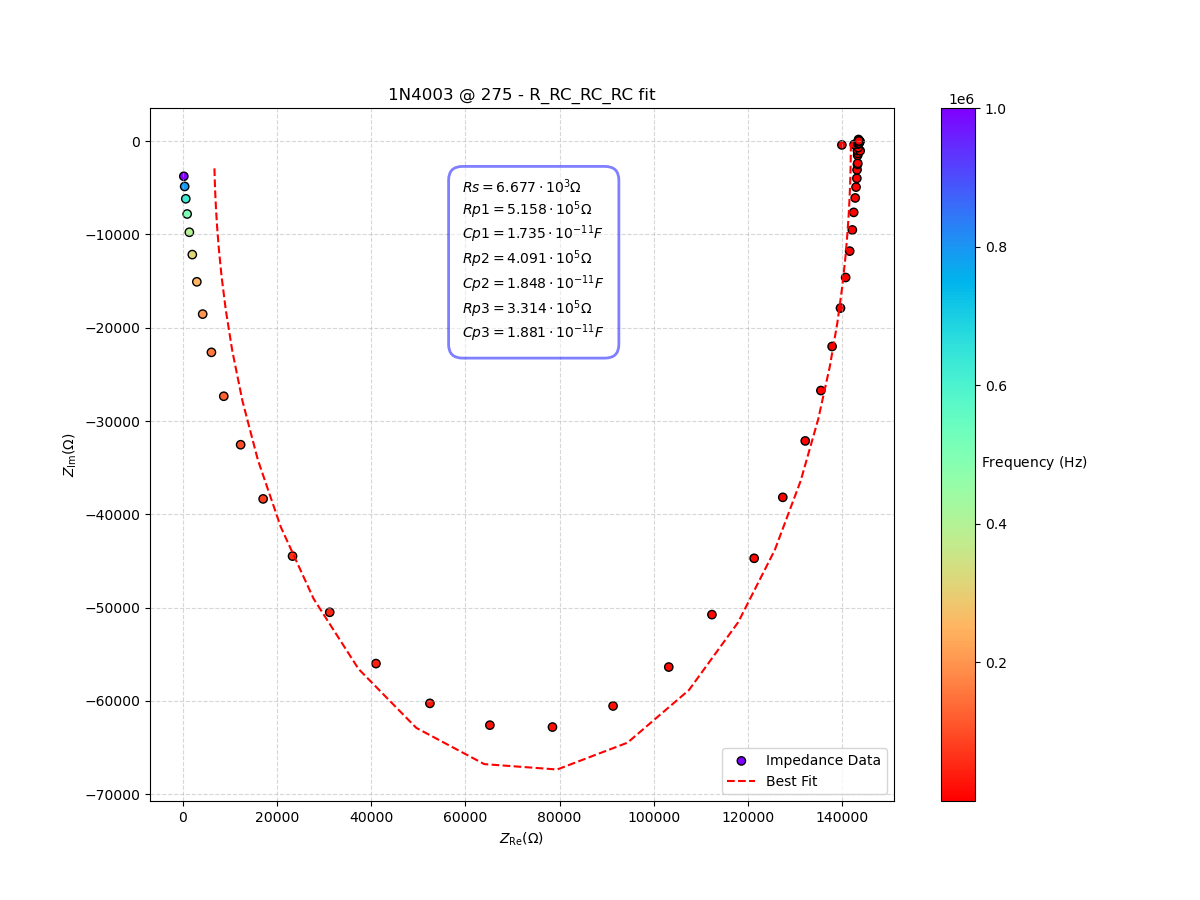 1N4003 @ 275 - R_RC_RC_RC fit
1e6
1.0
0.8
0.6
0.4
0.2
Frequency (Hz)
0
−10000
−20000
−30000
−40000
−50000
−60000
−70000
Z_Im(Ω)
Rs = 6.677 · 10³Ω
Rp1 = 5.158 · 10⁵Ω
Cp1 = 1.735 · 10⁻¹¹F
Rp2 = 4.091 · 10⁵Ω
Cp2 = 1.848 · 10⁻¹¹F
Rp3 = 3.314 · 10⁵Ω
Cp3 = 1.881 · 10⁻¹¹F
Impedance Data
Best Fit
0 20000 40000 60000 80000 100000 120000 140000
Z_Re(Ω)